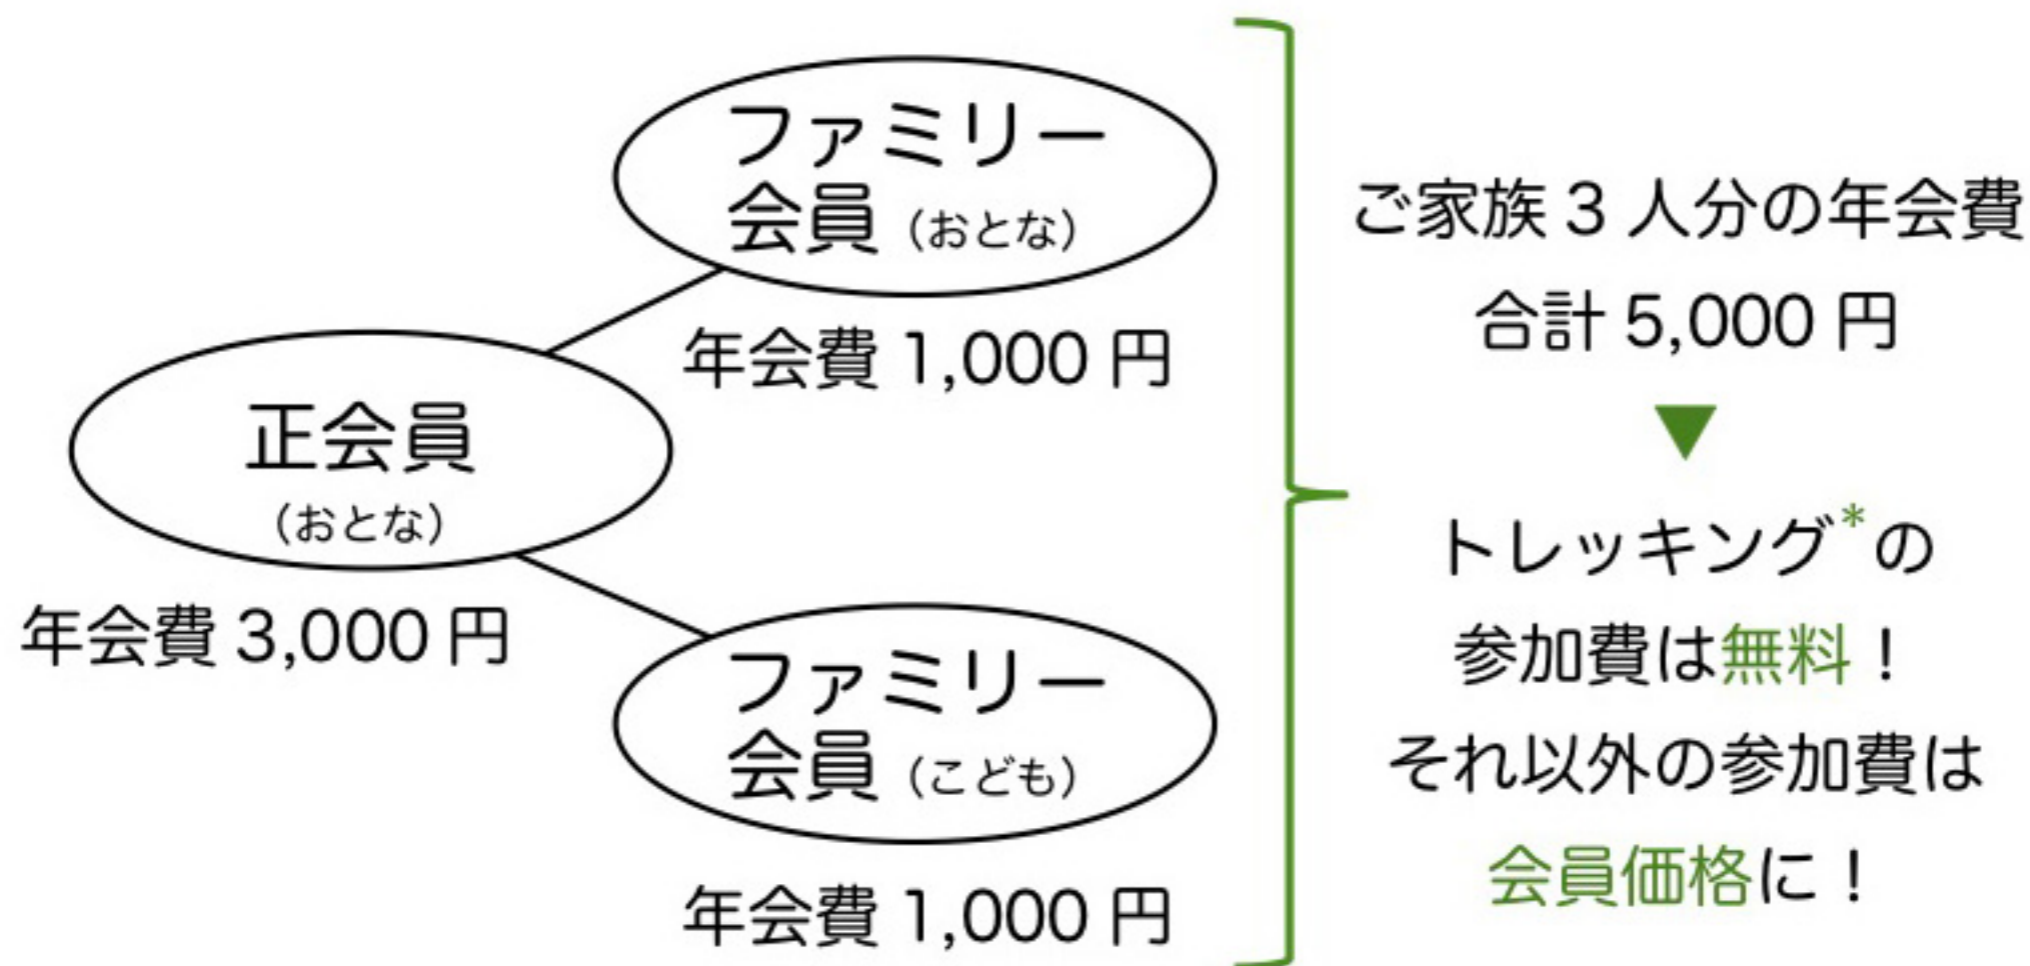 ファミリー
会員（おとな）
年会費 1,000 円
正会員
（おとな）
年会費 3,000 円
ファミリー
会員（こども）
年会費 1,000 円
ご家族 3 人分の年会費
合計 5,000 円
▼
トレッキング*の
参加費は無料！
それ以外の参加費は
会員価格に！